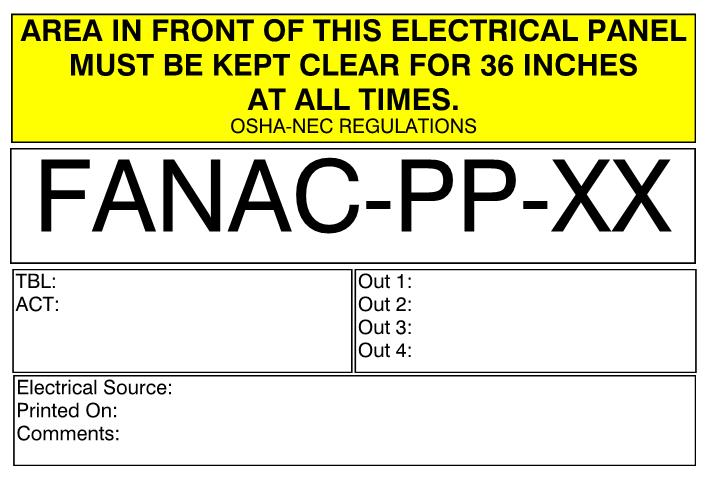 AREA IN FRONT OF THIS ELECTRICAL PANEL
MUST BE KEPT CLEAR FOR 36 INCHES
AT ALL TIMES.
OSHA-NEC REGULATIONS
FANAC-PP-XX
TBL:
ACT:
Out 1:
Out 2:
Out 3:
Out 4:
Electrical Source:
Printed On:
Comments: